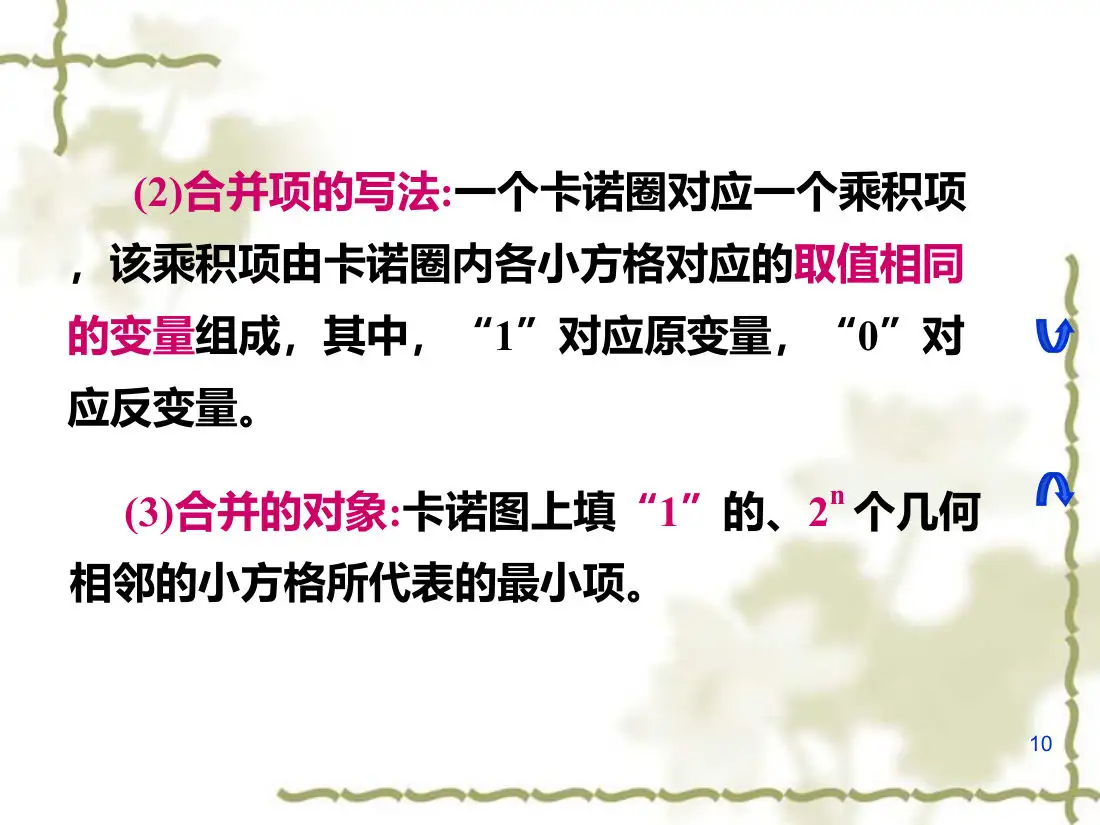 (2)合并项的写法:一个卡诺圈对应一个乘积项
，该乘积项由卡诺圈内各小方格对应的取值相同
的变量组成，其中，“1”对应原变量，“0”对
应反变量。
(3)合并的对象:卡诺图上填“1”的、2ⁿ个几何
相邻的小方格所代表的最小项。
10